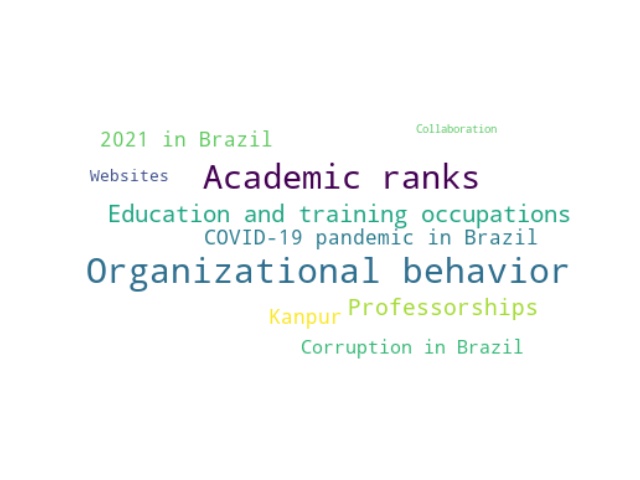 Collaboration
2021 in Brazil
Websites
Academic ranks
Education and training occupations
COVID-19 pandemic in Brazil
Organizational behavior
Professorships
Kanpur
Corruption in Brazil